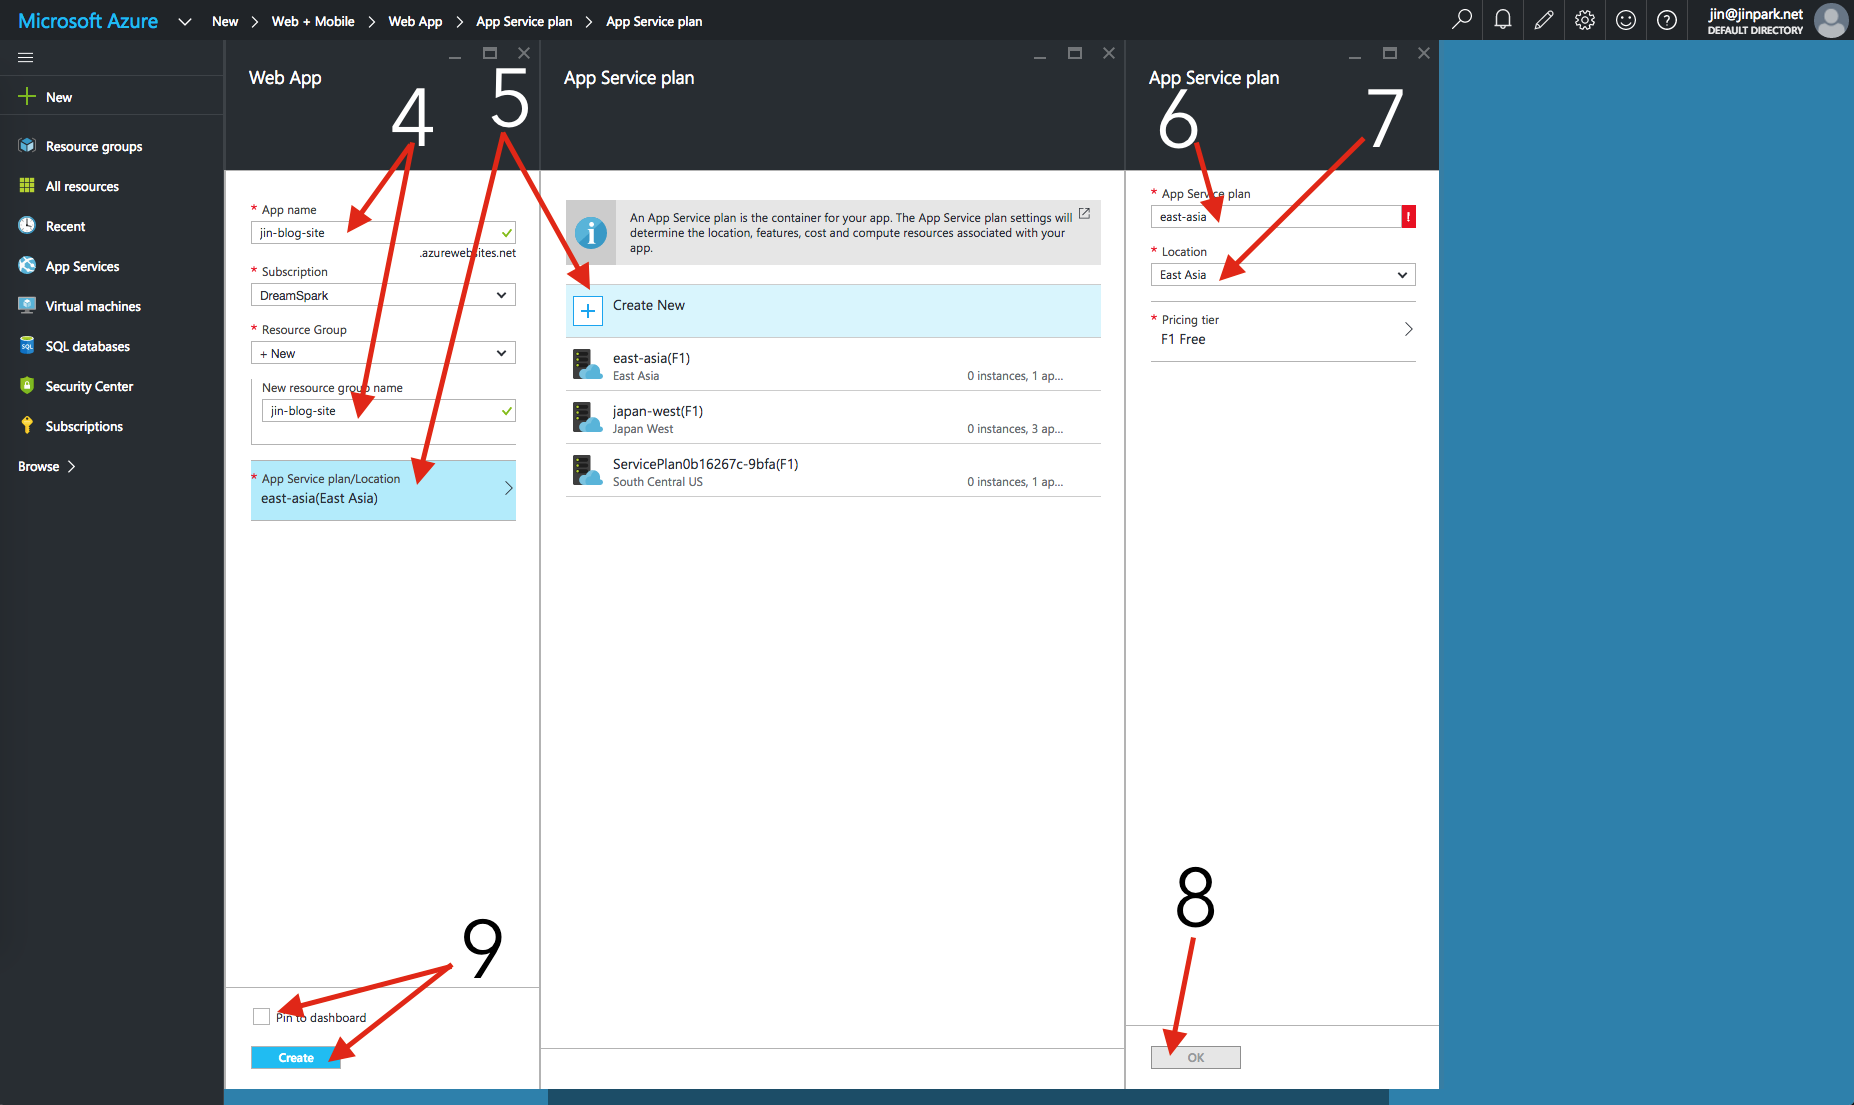 Microsoft Azure
New
Web + Mobile
Web App
App Service plan
App Service plan
jin@jinpark.net
DEFAULT DIRECTORY
New
Resource groups
All resources
Recent
App Services
Virtual machines
SQL databases
Security Center
Subscriptions
Browse
Web App
4
5
* App name
jin-blog-site
.azurewebsites.net
* Subscription
DreamSpark
* Resource Group
+ New
New resource group name
jin-blog-site
* App Service plan/Location
east-asia(East Asia)
9
Pin to dashboard
Create
App Service plan
An App Service plan is the container for your app. The App Service plan settings will
determine the location, features, cost and compute resources associated with your
app.
Create New
east-asia(F1)
East Asia
0 instances, 1 ap...
japan-west(F1)
Japan West
0 instances, 3 ap...
ServicePlan0b16267c-9bfa(F1)
South Central US
0 instances, 1 ap...
App Service plan
6
7
* App Service plan
east-asia
!
* Location
East Asia
* Pricing tier
F1 Free
8
OK